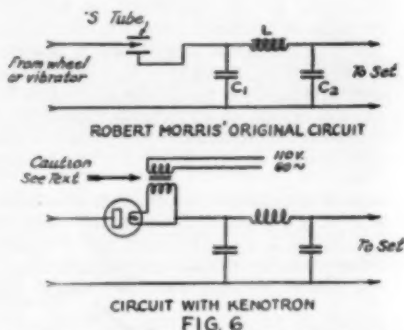 'S Tube
L
From wheel
or vibrator
C1
C2
To Set
ROBERT MORRIS' ORIGINAL CIRCUIT
Caution
See Text
110V.
60~
To Set
CIRCUIT WITH KENOTRON
FIG. 6